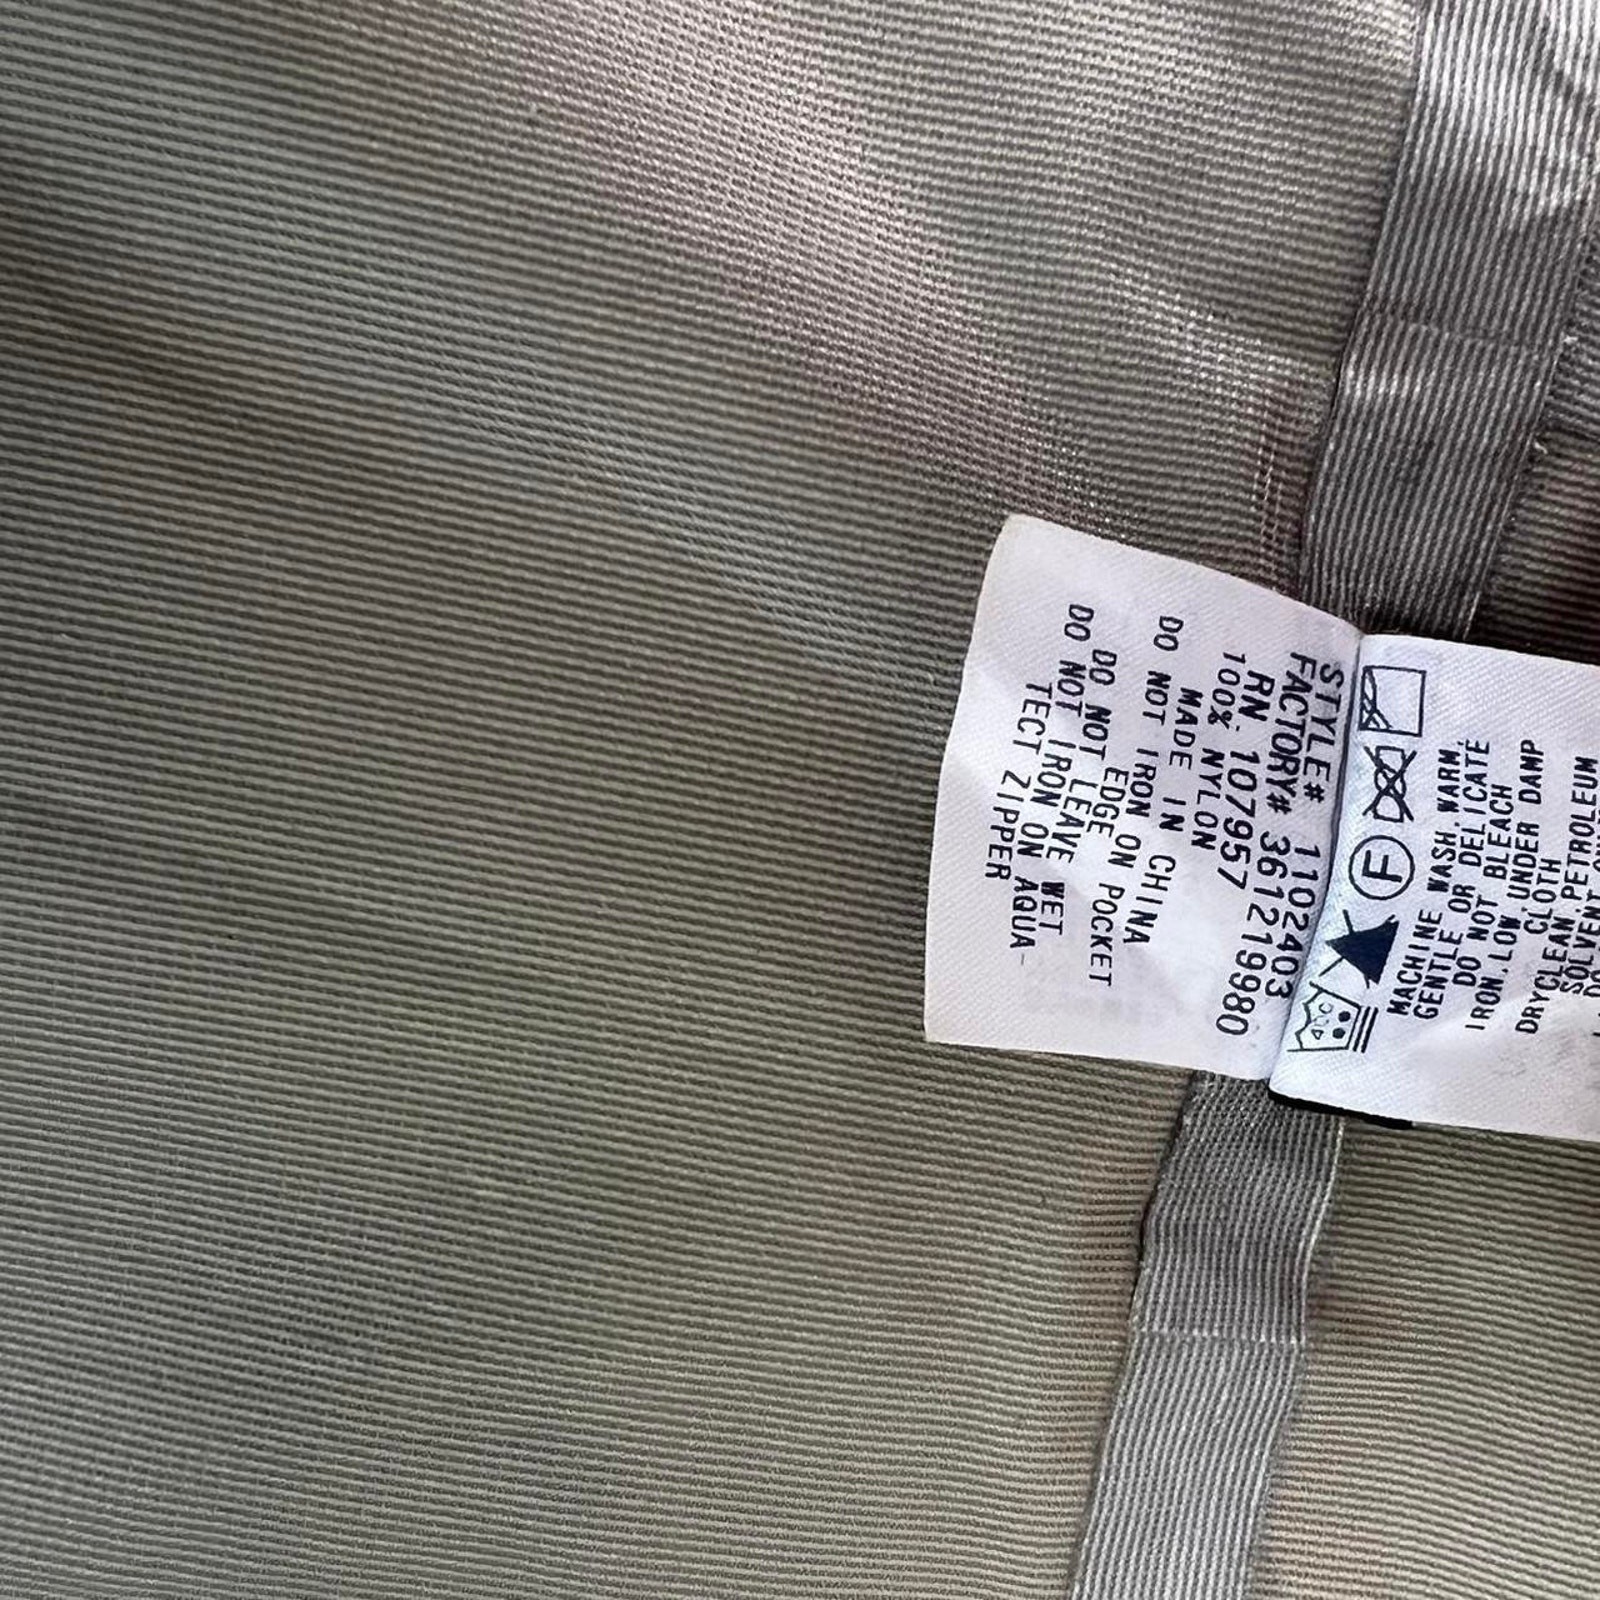 STYLE# 1102403
FACTORY# 361219980
RN: 107957
100% NYLON
MADE IN CHINA
DO NOT IRON ON POCKET
EDGE
DO NOT LEAVE WET
DO NOT IRON ON AQUA-
TECT ZIPPER
F
40C
MACHINE WASH,WARM,
GENTLE OR DELICATE
DO NOT BLEACH
IRON,LOW,UNDER DAMP
CLOTH
DRYCLEAN,PETROLEUM
SOLVENT